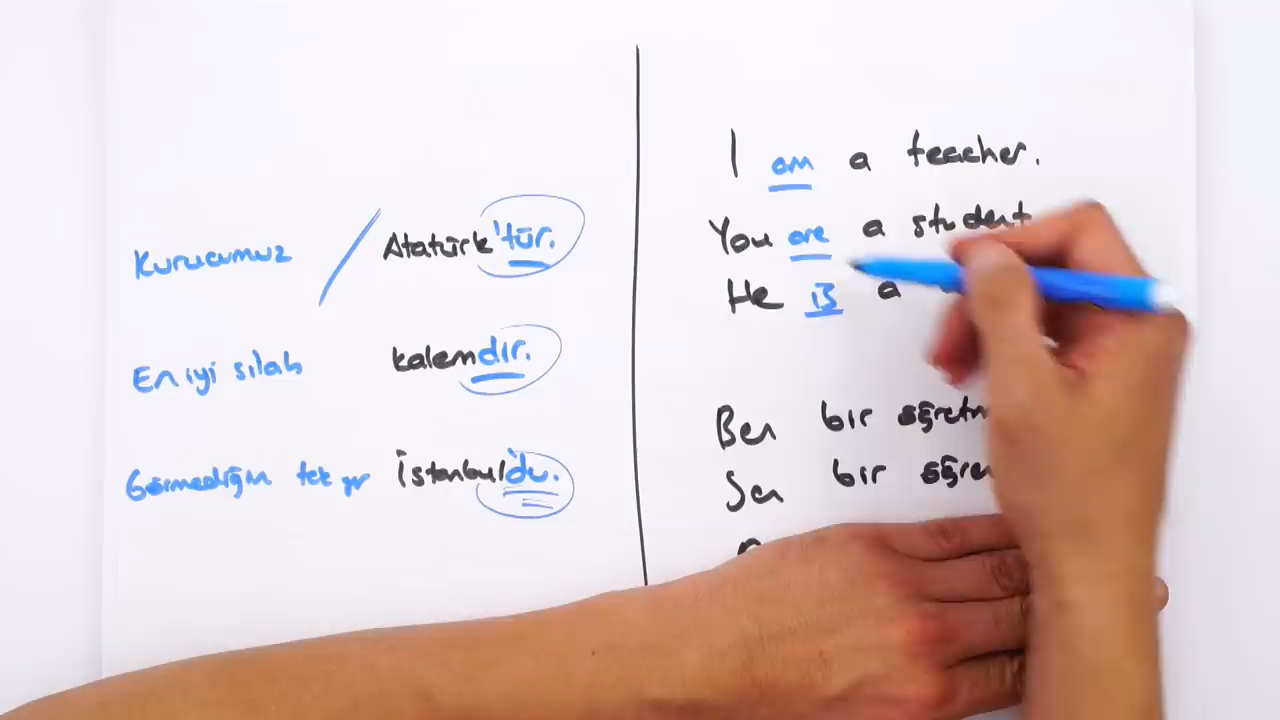 Kurucumuz / Atatürk'tür.
En iyi silah kalemdir.
Görmediğin tek yer İstanbul'du.
I am a teacher.
You are a student
He is a
Ben bir
Sen bir